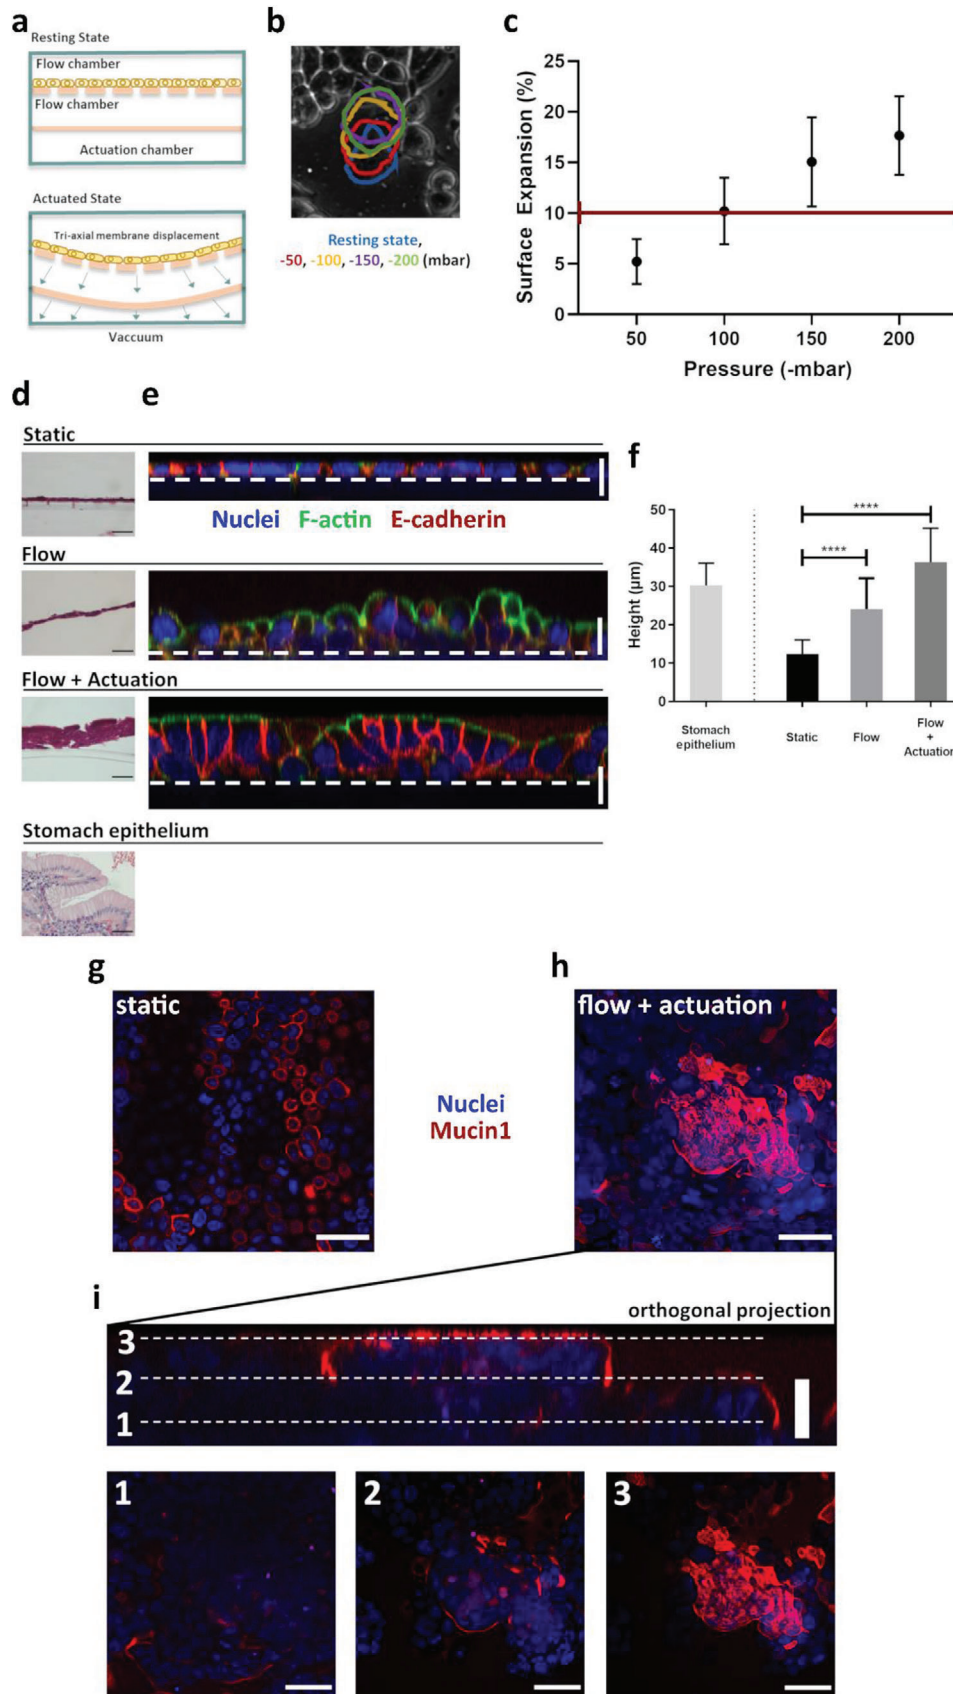 a
Resting State
Flow chamber
Flow chamber
Actuation chamber
Actuated State
Tri-axial membrane displacement
Vaccuum
b
Resting state,
-50, -100, -150, -200 (mbar)
c
Surface Expansion (%)
25
20
15
10
5
0
50 100 150 200
Pressure (-mbar)
d
e
Static
Nuclei F-actin E-cadherin
Flow
Flow + Actuation
Stomach epithelium
f
Height (µm)
50
40
30
20
10
0
****
****
Stomach
epithelium
Static
Flow
Flow
+
Actuation
g
static
Nuclei
Mucin1
h
flow + actuation
i
orthogonal projection
3
2
1
1
2
3